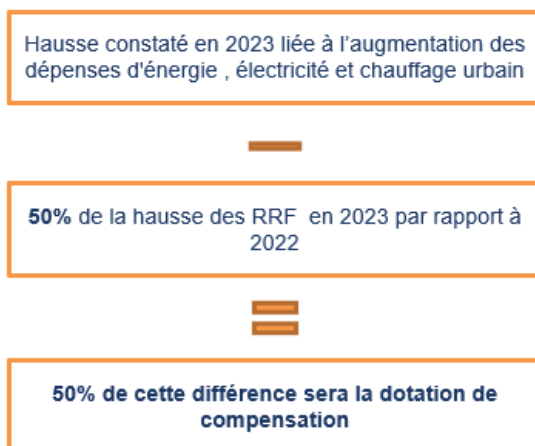 Hausse constaté en 2023 liée à l'augmentation des
dépenses d'énergie , électricité et chauffage urbain
50% de la hausse des RRF en 2023 par rapport à
2022
50% de cette différence sera la dotation de
compensation